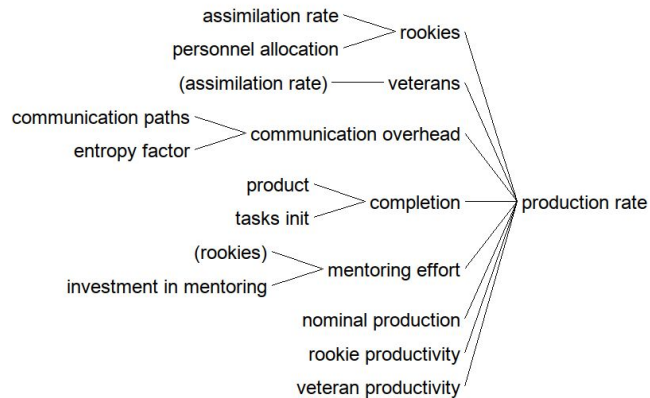 assimilation rate
personnel allocation
rookies
(assimilation rate)
veterans
communication paths
entropy factor
communication overhead
product
tasks init
completion
production rate
(rookies)
investment in mentoring
mentoring effort
nominal production
rookie productivity
veteran productivity